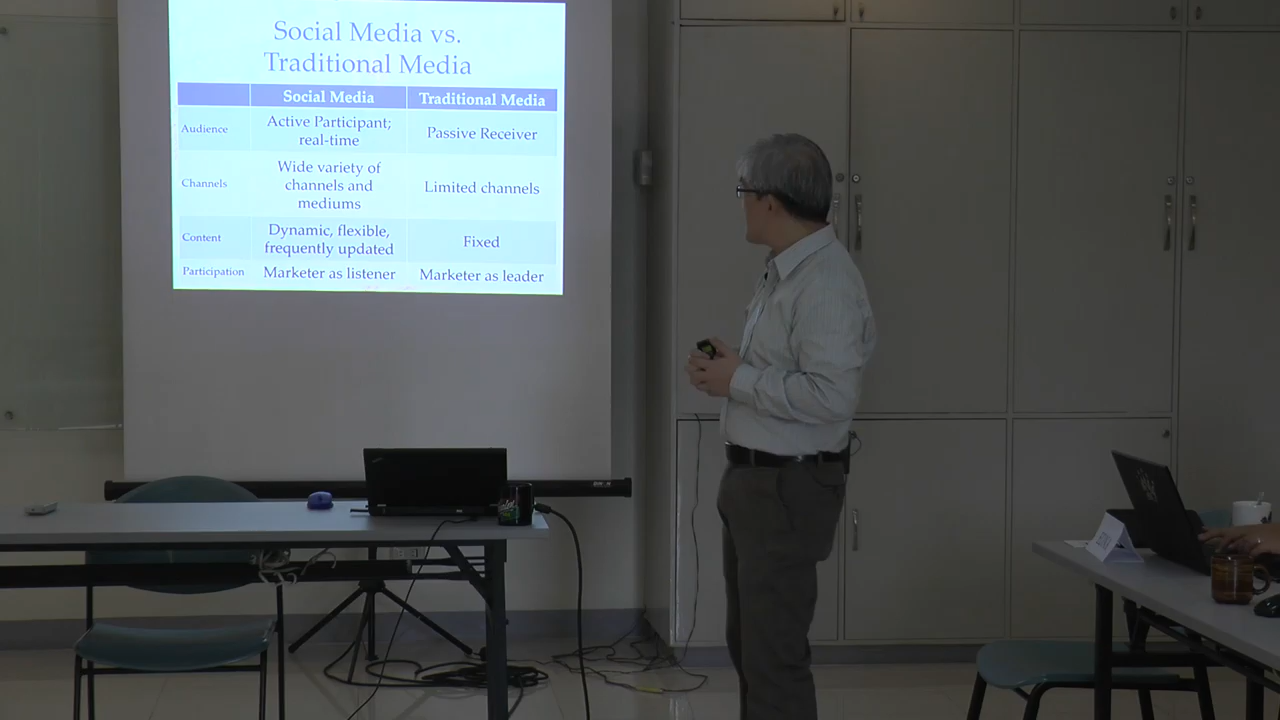 Social Media vs.
Traditional Media
Social Media
Traditional Media
Audience
Active Participant;
real-time
Passive Receiver
Channels
Wide variety of
channels and
mediums
Limited channels
Content
Dynamic, flexible,
frequently updated
Fixed
Participation
Marketer as listener
Marketer as leader